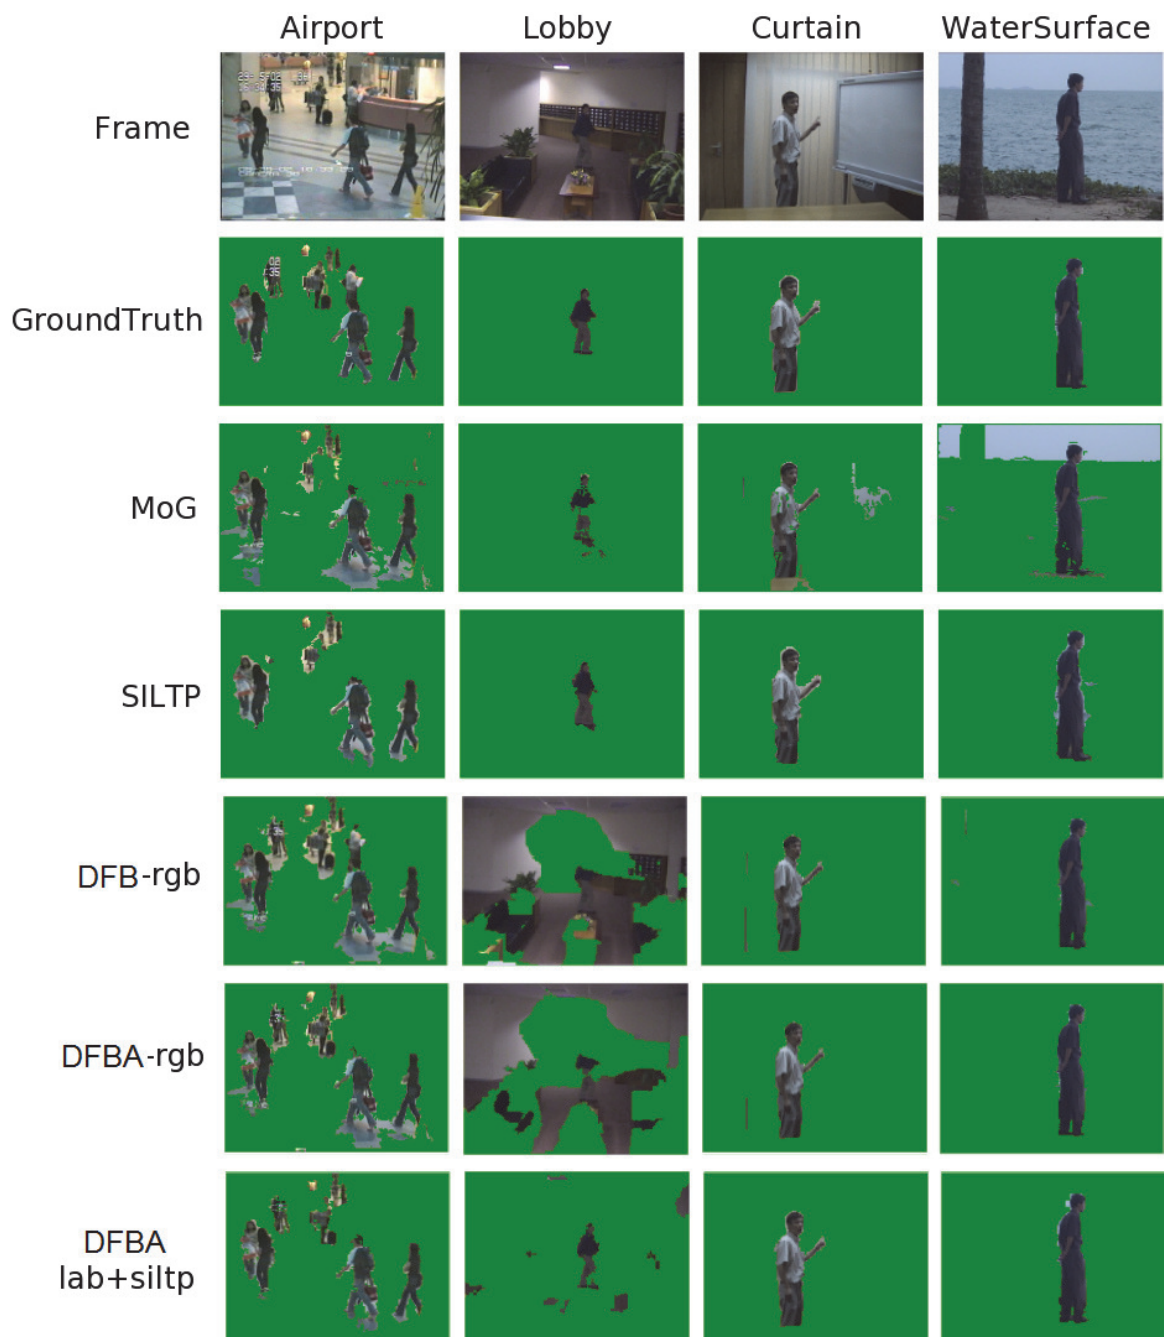 Airport Lobby Curtain WaterSurface
Frame
GroundTruth
MoG
SILTP
DFB-rgb
DFBA-rgb
DFBA
lab+siltp